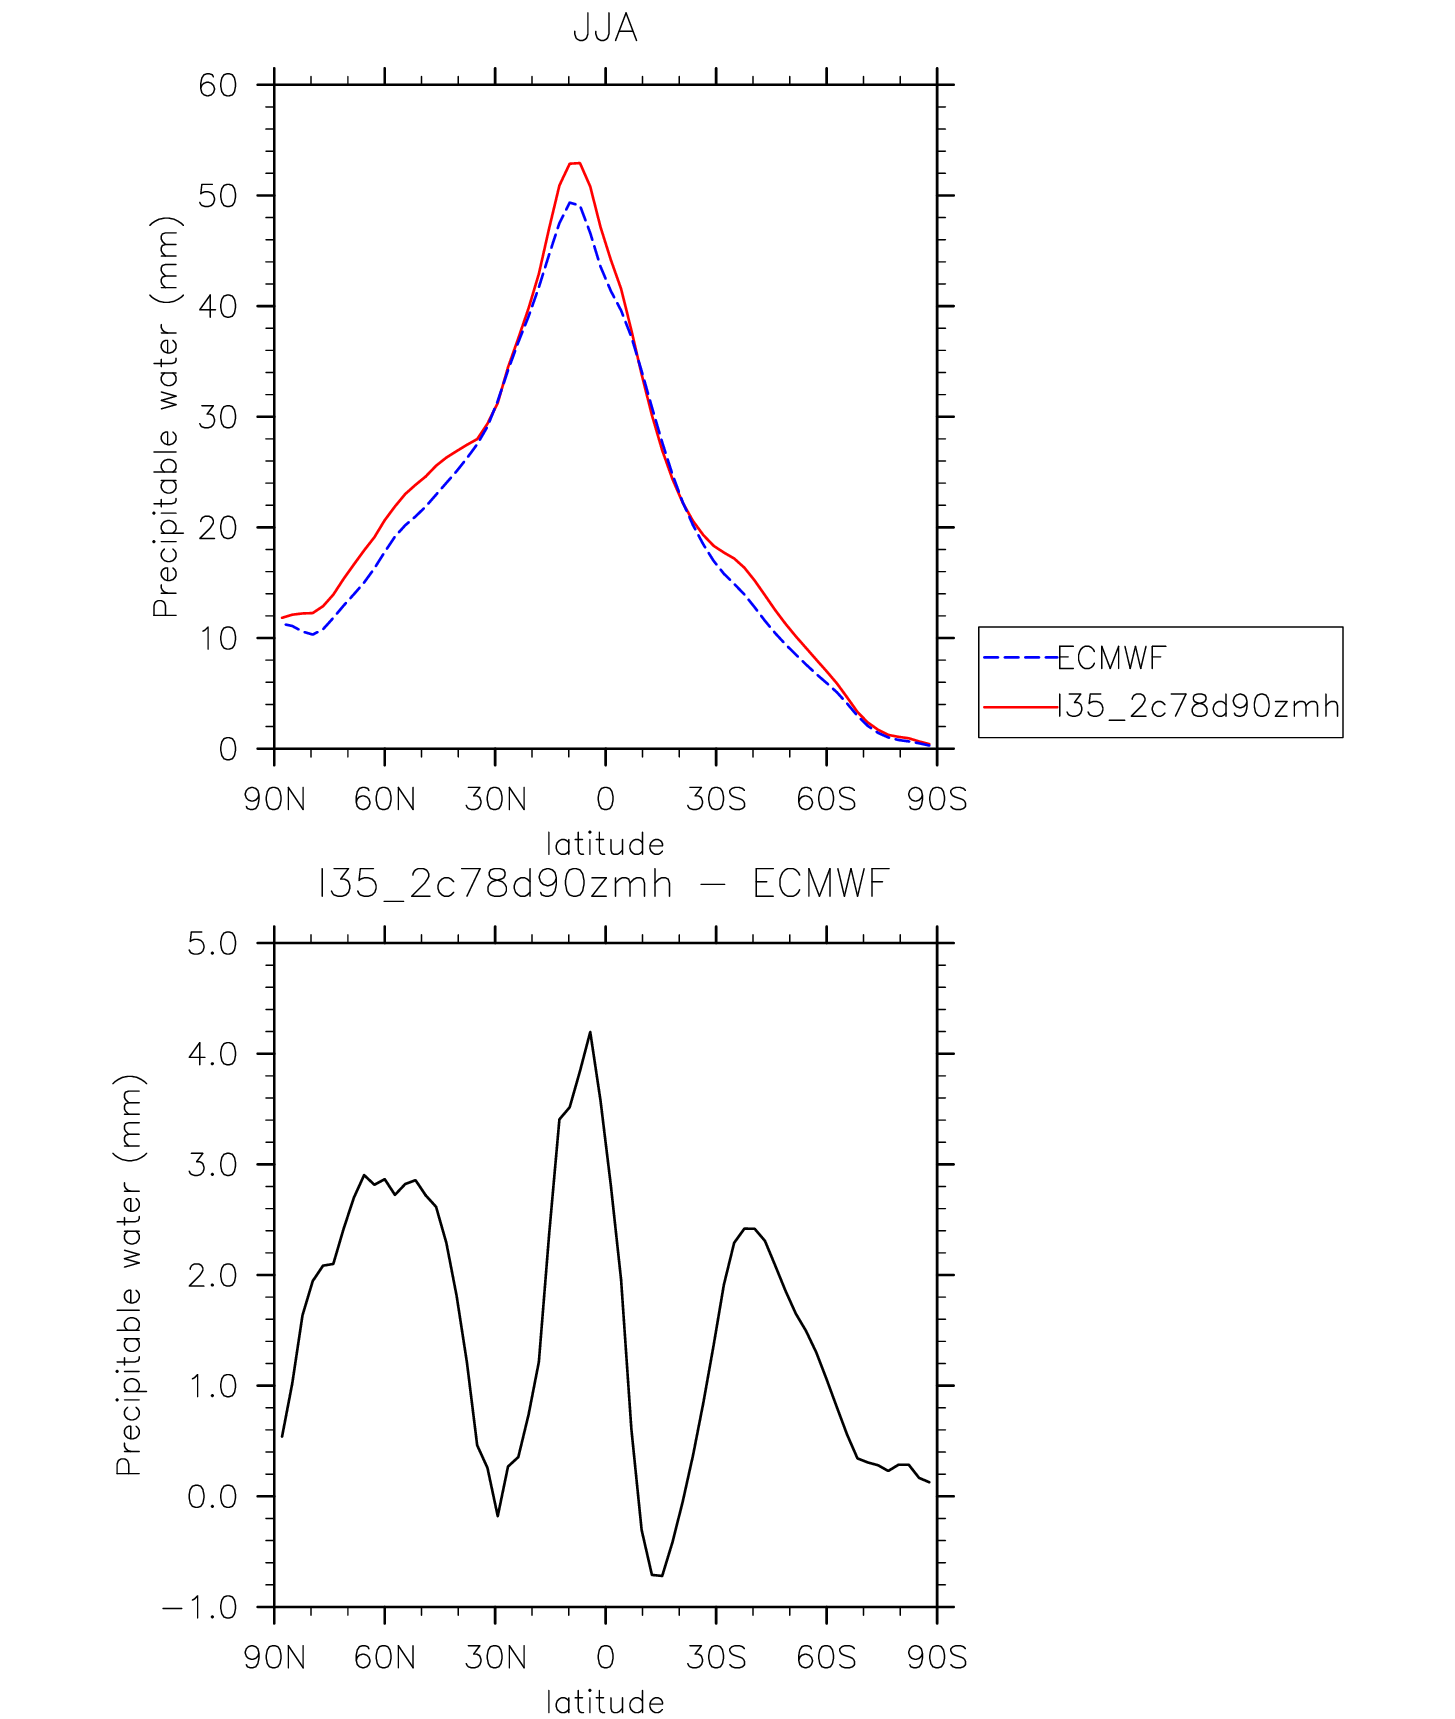 JJA
60
50
40
30
20
10
0
Precipitable water (mm)
90N 60N 30N 0 30S 60S 90S
latitude
ECMWF
I35_2c78d90zmh
I35_2c78d90zmh - ECMWF
5.0
4.0
3.0
2.0
1.0
0.0
-1.0
Precipitable water (mm)
90N 60N 30N 0 30S 60S 90S
latitude